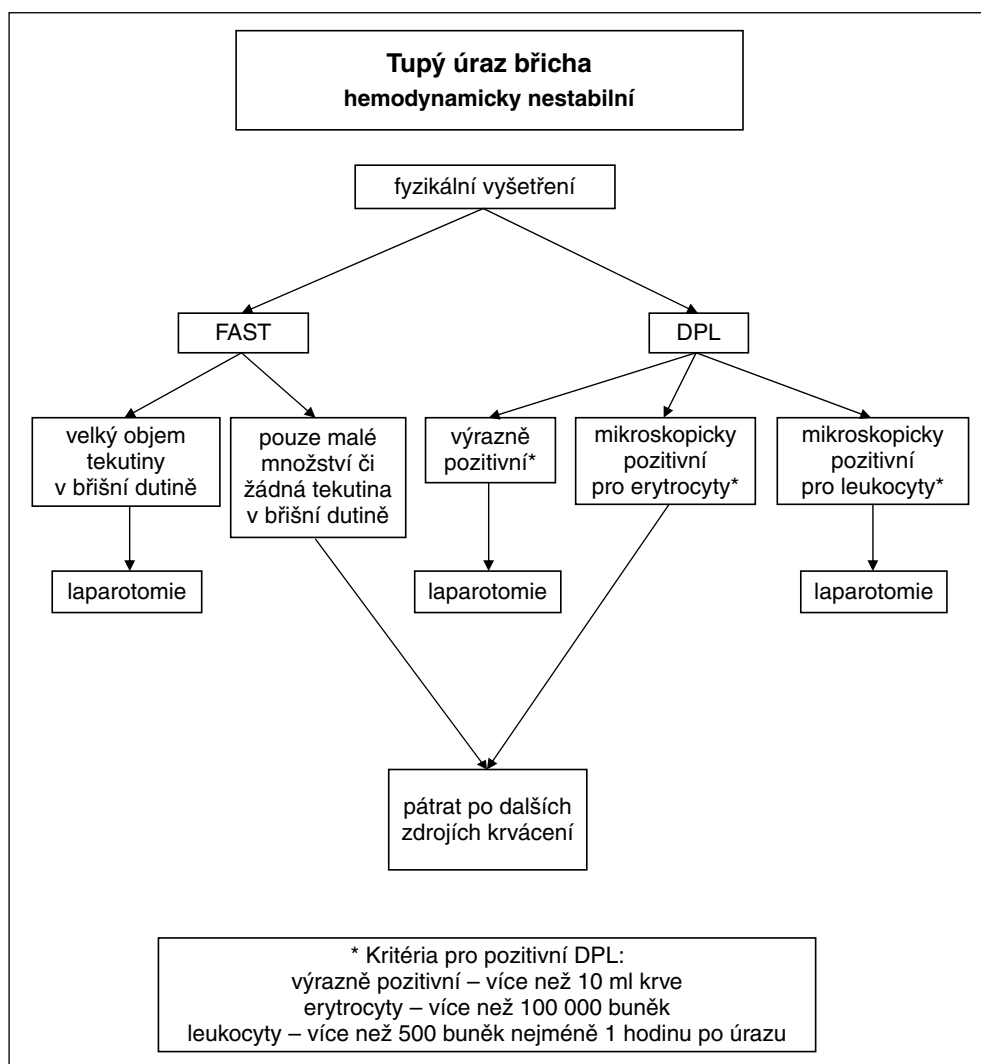 Tupý úraz břicha
hemodynamicky nestabilní
fyzikální vyšetření
FAST
DPL
velký objem
tekutiny
v břišní dutině
pouze malé
množství či
žádná tekutina
v břišní dutině
výrazně
pozitivní*
mikroskopicky
pozitivní
pro erytrocyty*
mikroskopicky
pozitivní
pro leukocyty*
laparotomie
laparotomie
laparotomie
pátrat po dalších
zdrojích krvácení
* Kritéria pro pozitivní DPL:
výrazně pozitivní – více než 10 ml krve
erytrocyty – více než 100 000 buněk
leukocyty – více než 500 buněk nejméně 1 hodinu po úrazu